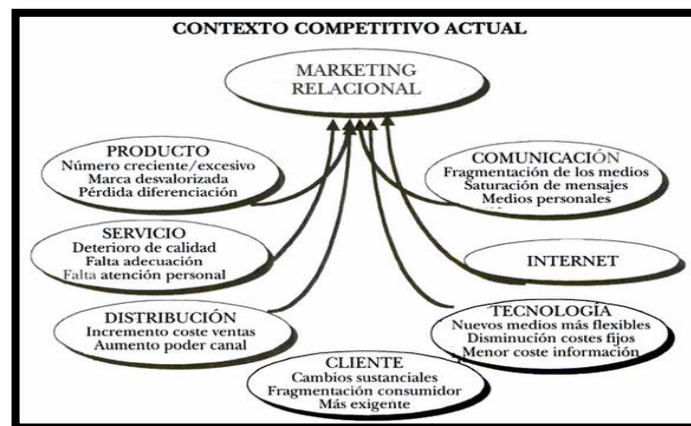 CONTEXTO COMPETITIVO ACTUAL
MARKETING
RELACIONAL
PRODUCTO
Número creciente/excesivo
Marca desvalorizada
Pérdida diferenciación
COMUNICACIÓN
Fragmentación de los medios
Saturación de mensajes
Medios personales
SERVICIO
Deterioro de calidad
Falta adecuación
Falta atención personal
INTERNET
DISTRIBUCIÓN
Incremento coste ventas
Aumento poder canal
TECNOLOGÍA
Nuevos medios más flexibles
Disminución costes fijos
Menor coste información
CLIENTE
Cambios sustanciales
Fragmentación consumidor
Más exigente